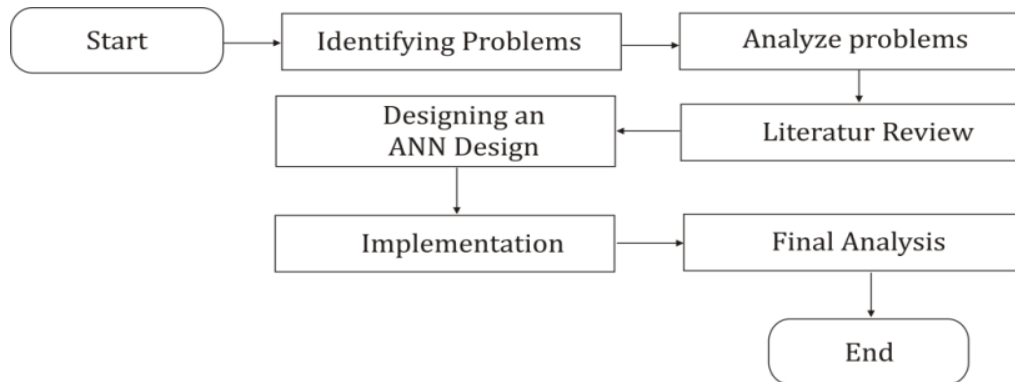 Start
Identifying Problems
Analyze problems
Literatur Review
Designing an
ANN Design
Implementation
Final Analysis
End